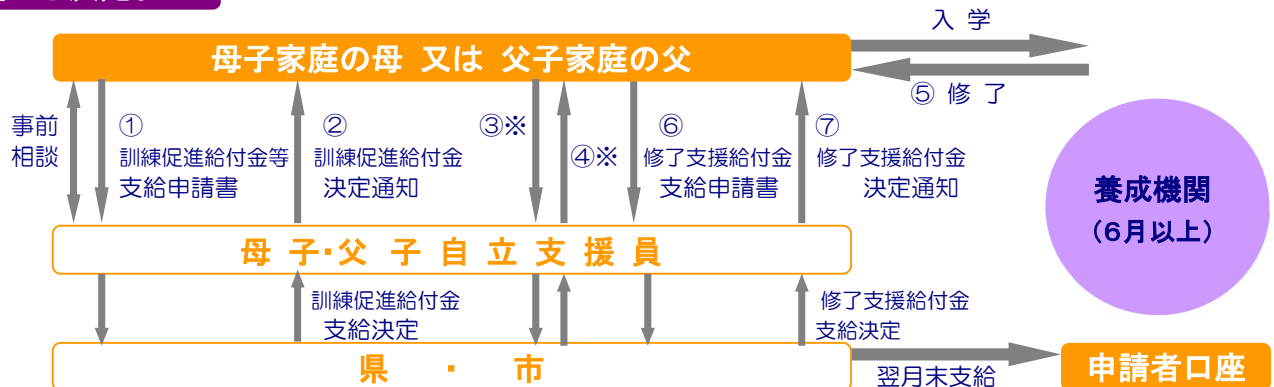 入 学
母子家庭の母 又は 父子家庭の父
⑤ 修 了
事前
相談
①
訓練促進給付金等
支給申請書
②
訓練促進給付金
決定通知
③※
④※
⑥
修了支援給付金
支給申請書
⑦
修了支援給付金
決定通知
養成機関
(6月以上)
母 子・父 子 自 立 支 援 員
訓練促進給付金
支給決定
修了支援給付金
支給決定
県 ・ 市
翌月末支給
申請者口座